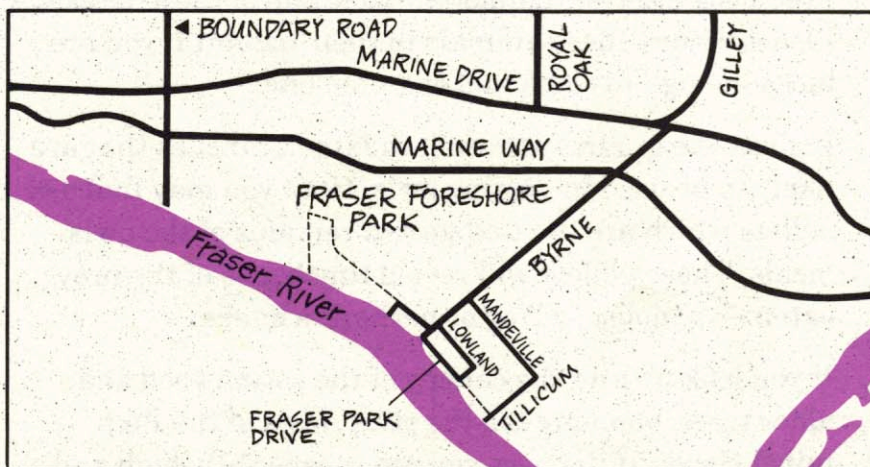 ◄ BOUNDARY ROAD
MARINE DRIVE
ROYAL
OAK
GILLEY
MARINE WAY
FRASER FORESHORE
PARK
BYRNE
Fraser River
MANDEVILLE
LOWLAND
TILLICUM
FRASER PARK
DRIVE